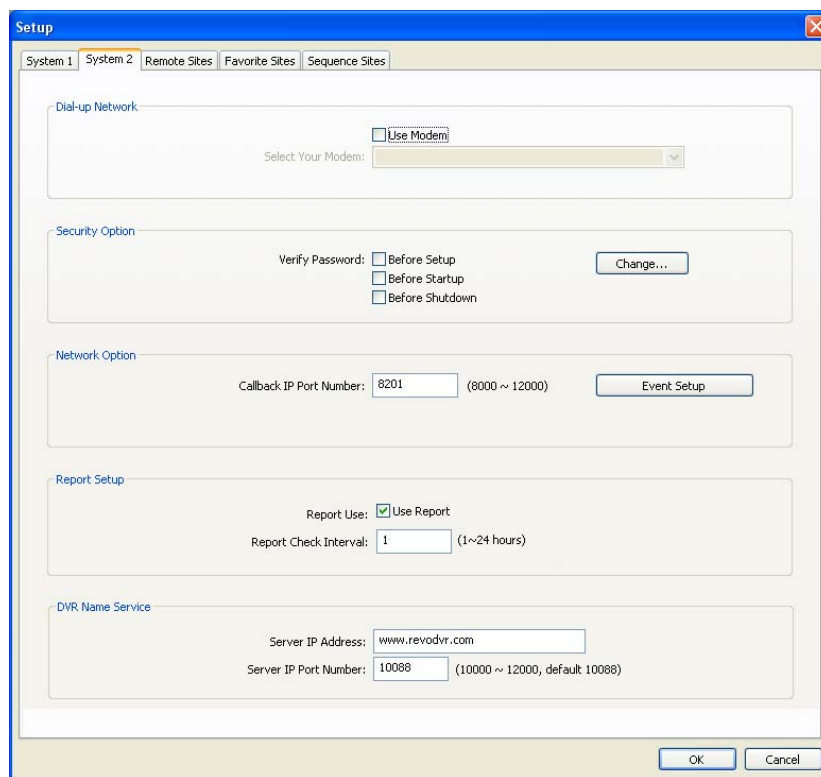 Setup
System 1 System 2 Remote Sites Favorite Sites Sequence Sites
Dial-up Network
Use Modem
Select Your Modem:
Security Option
Verify Password: Before Setup Change...
Before Startup
Before Shutdown
Network Option
Callback IP Port Number: 8201 (8000 ~ 12000) Event Setup
Report Setup
Report Use: Use Report
Report Check Interval: 1 (1~24 hours)
DVR Name Service
Server IP Address: www.revodvr.com
Server IP Port Number: 10088 (10000 ~ 12000, default 10088)
OK Cancel